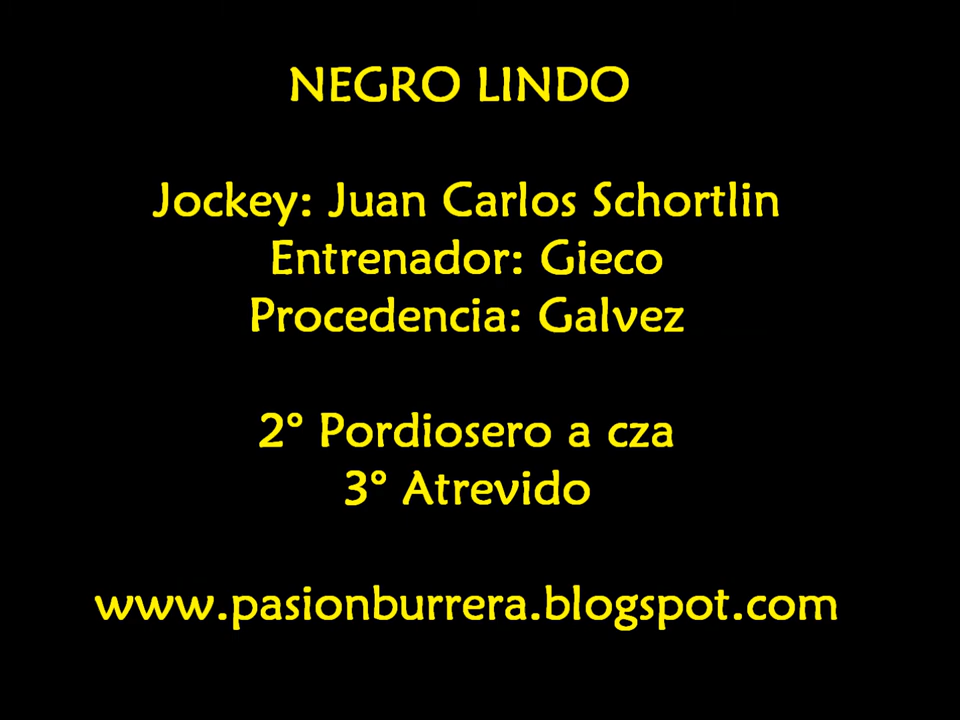 NEGRO LINDO
Jockey: Juan Carlos Schortlin
Entrenador: Gieco
Procedencia: Galvez
2° Pordiosero a cza
3° Atrevido
www.pasionburrera.blogspot.com